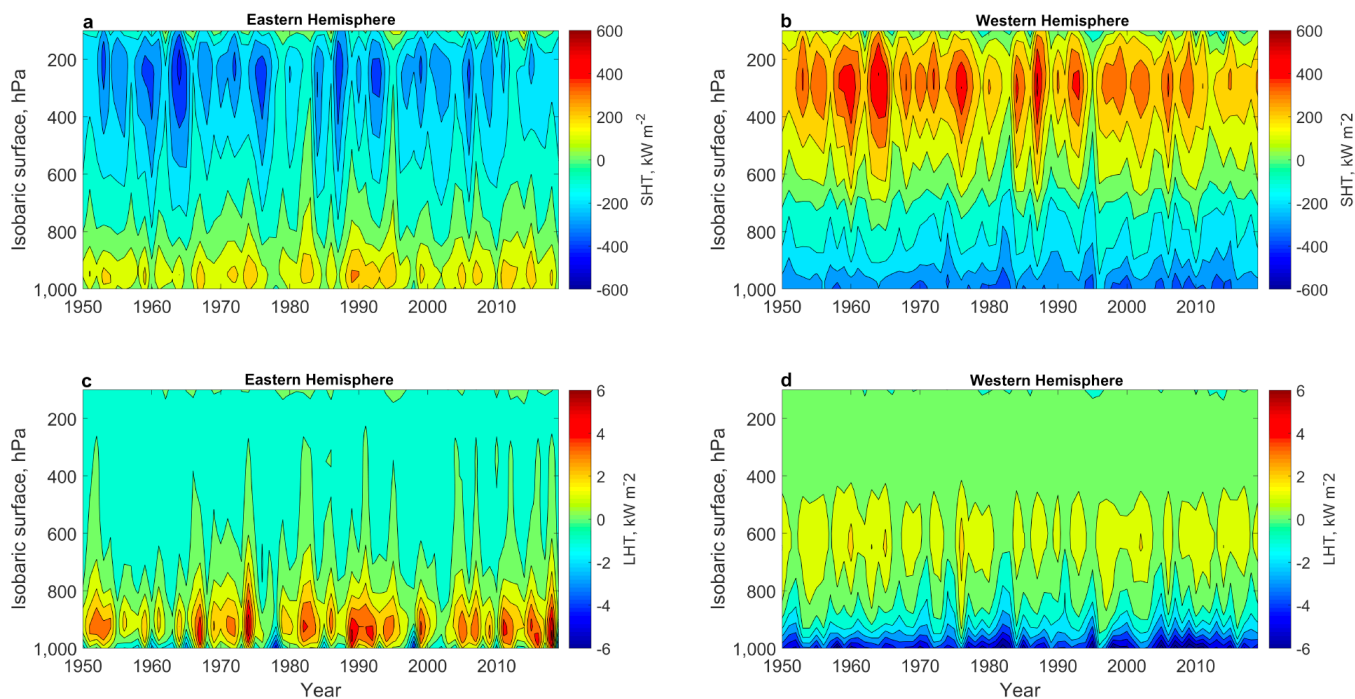 a Eastern Hemisphere
200
400
600
800
1,000
1950 1960 1970 1980 1990 2000 2010
Isobaric surface, hPa
600
400
200
0
-200
-400
-600
SHT, kW m-2
b Western Hemisphere
200
400
600
800
1,000
1950 1960 1970 1980 1990 2000 2010
Isobaric surface, hPa
600
400
200
0
-200
-400
-600
SHT, kW m-2
c Eastern Hemisphere
200
400
600
800
1,000
1950 1960 1970 1980 1990 2000 2010
Year
Isobaric surface, hPa
6
4
2
0
-2
-4
-6
LHT, kW m-2
d Western Hemisphere
200
400
600
800
1,000
1950 1960 1970 1980 1990 2000 2010
Year
Isobaric surface, hPa
6
4
2
0
-2
-4
-6
LHT, kW m-2